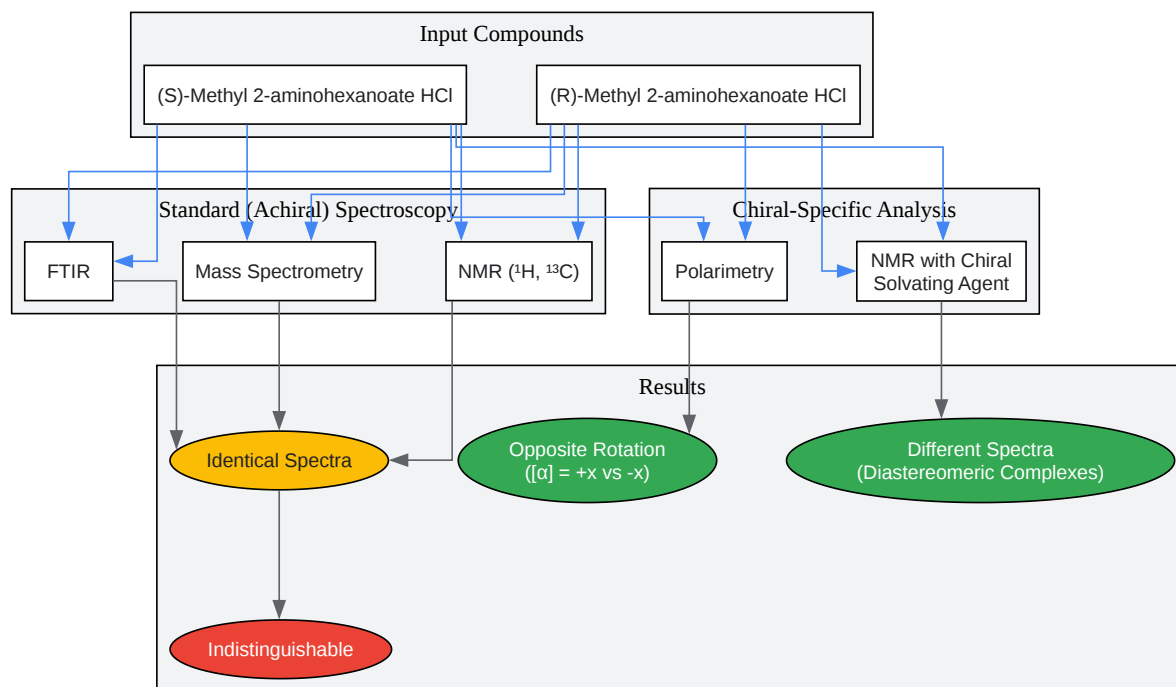 Input Compounds
(S)-Methyl 2-aminohexanoate HCl
(R)-Methyl 2-aminohexanoate HCl
Standard (Achiral) Spectroscopy
Chiral-Specific Analysis
FTIR
Mass Spectrometry
NMR (¹H, ¹³C)
Polarimetry
NMR with Chiral
Solvating Agent
Results
Identical Spectra
Opposite Rotation
([α] = +x vs -x)
Different Spectra
(Diastereomeric Complexes)
Indistinguishable